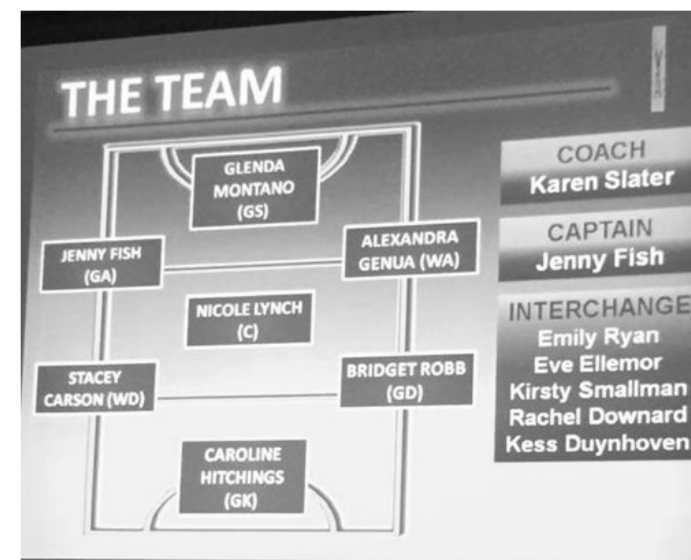 THE TEAM
GLENDA
MONTANO
(GS)
JENNY FISH
(GA)
ALEXANDRA
GENUA (WA)
NICOLE LYNCH
(C)
STACEY
CARSON (WD)
BRIDGET ROBB
(GD)
CAROLINE
HITCHINGS
(GK)
COACH
Karen Slater
CAPTAIN
Jenny Fish
INTERCHANGE
Emily Ryan
Eve Ellemor
Kirsty Smallman
Rachel Downard
Kess Duynhoven